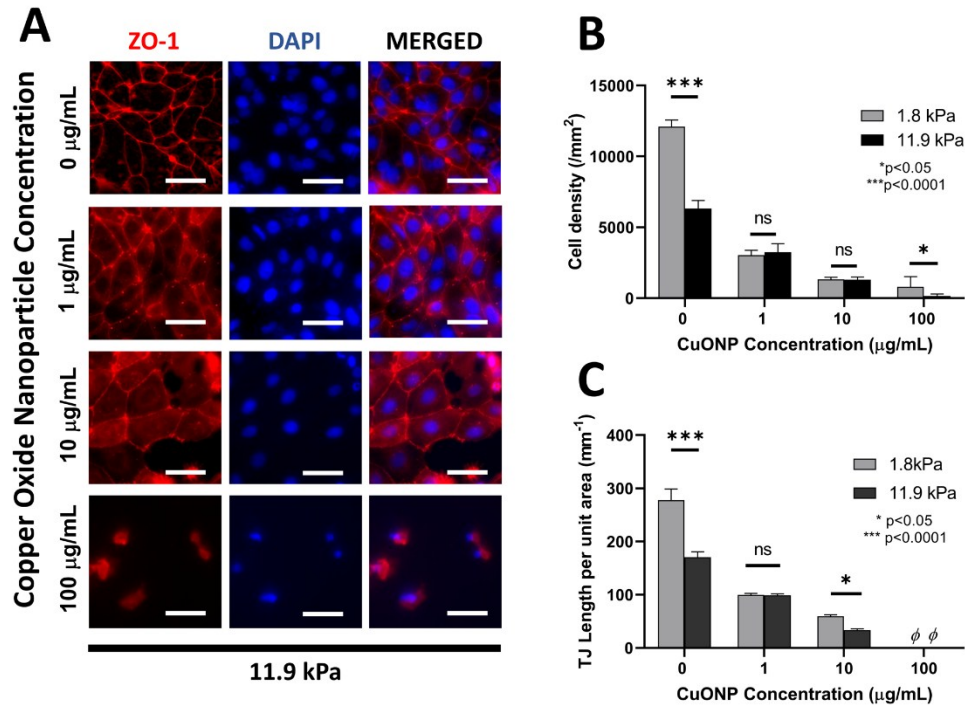 A
ZO-1 DAPI MERGED
Copper Oxide Nanoparticle Concentration
0 µg/mL
1 µg/mL
10 µg/mL
100 µg/mL
11.9 kPa
B
Cell density (/mm²)
15000
10000
5000
0
***
ns
ns
*
1.8 kPa
11.9 kPa
*p<0.05
***p<0.0001
0 1 10 100
CuONP Concentration (µg/mL)
C
TJ Length per unit area (mm⁻¹)
400
300
200
100
0
***
ns
*
ϕ ϕ
1.8kPa
11.9 kPa
* p<0.05
*** p<0.0001
0 1 10 100
CuONP Concentration (µg/mL)